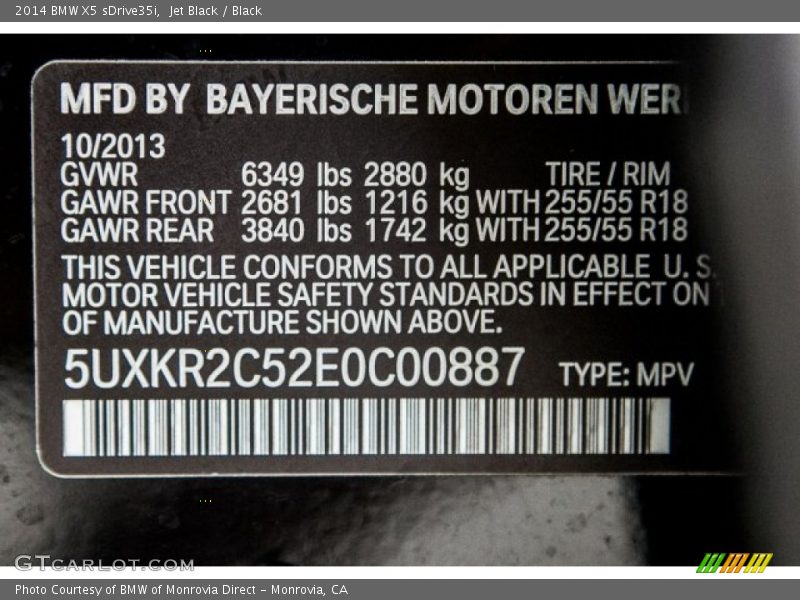 2014 BMW X5 sDrive35i, Jet Black / Black
MFD BY BAYERISCHE MOTOREN WER
10/2013
GVWR 6349 lbs 2880 kg TIRE / RIM
GAWR FRONT 2681 lbs 1216 kg WITH 255/55 R18
GAWR REAR 3840 lbs 1742 kg WITH 255/55 R18
THIS VEHICLE CONFORMS TO ALL APPLICABLE U. S.
MOTOR VEHICLE SAFETY STANDARDS IN EFFECT ON
OF MANUFACTURE SHOWN ABOVE.
5UXKR2C52E0C00887 TYPE: MPV
GTCARLOT.COM
Photo Courtesy of BMW of Monrovia Direct - Monrovia, CA